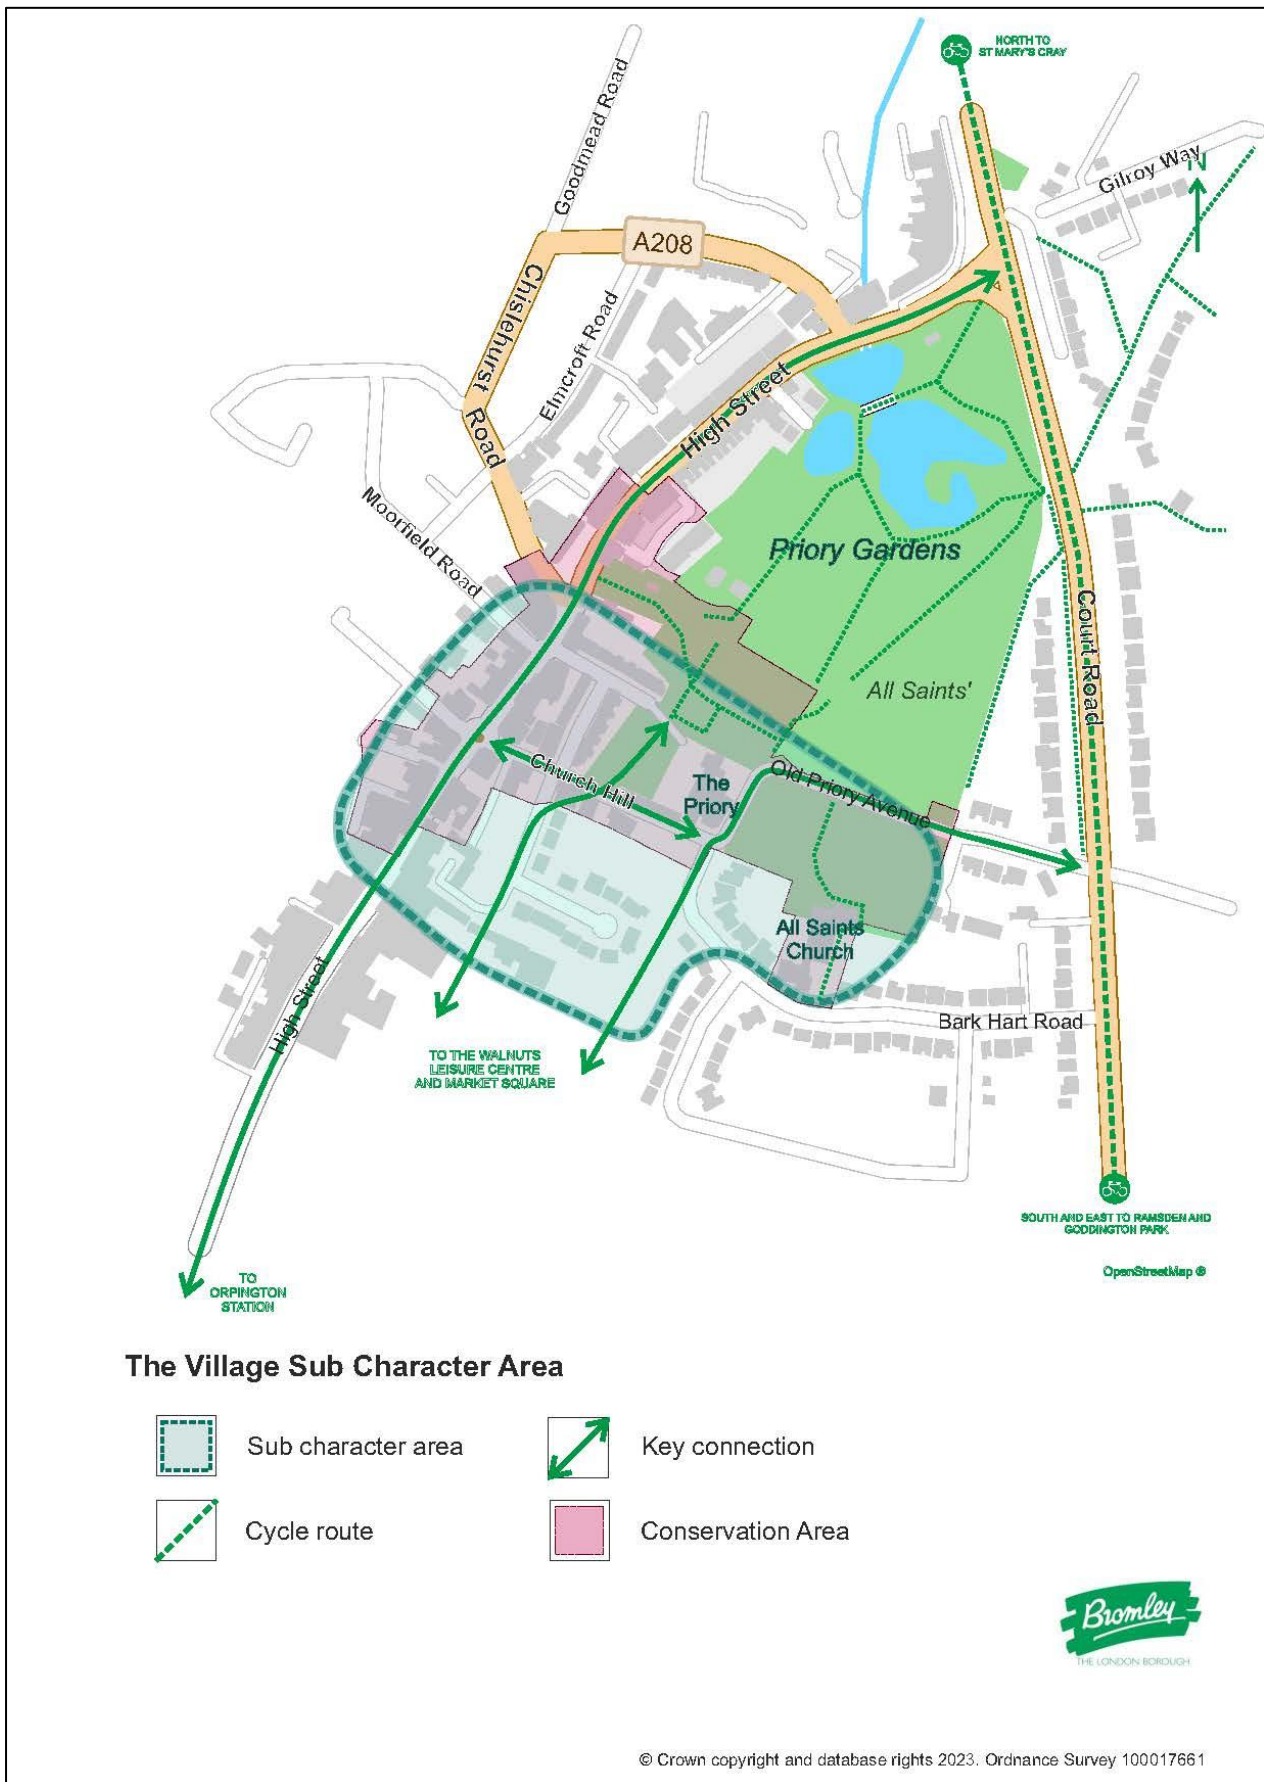 NORTH TO
ST MARY'S CRAY
Goodmead Road
Gilroy Way
N
A208
Chislehurst Road
Elmcroft Road
High Street
Moorfield Road
Priory Gardens
Court Road
All Saints'
Church Hill
The
Priory
Old Priory Avenue
All Saints
Church
High Street
Bark Hart Road
TO THE WALNUTS
LEISURE CENTRE
AND MARKET SQUARE
SOUTH AND EAST TO RAMSDEN AND
GODDINGTON PARK
OpenStreetMap ®
TO
ORPINGTON
STATION
The Village Sub Character Area
Sub character area
Key connection
Cycle route
Conservation Area
Bromley
THE LONDON BOROUGH
© Crown copyright and database rights 2023. Ordnance Survey 100017661